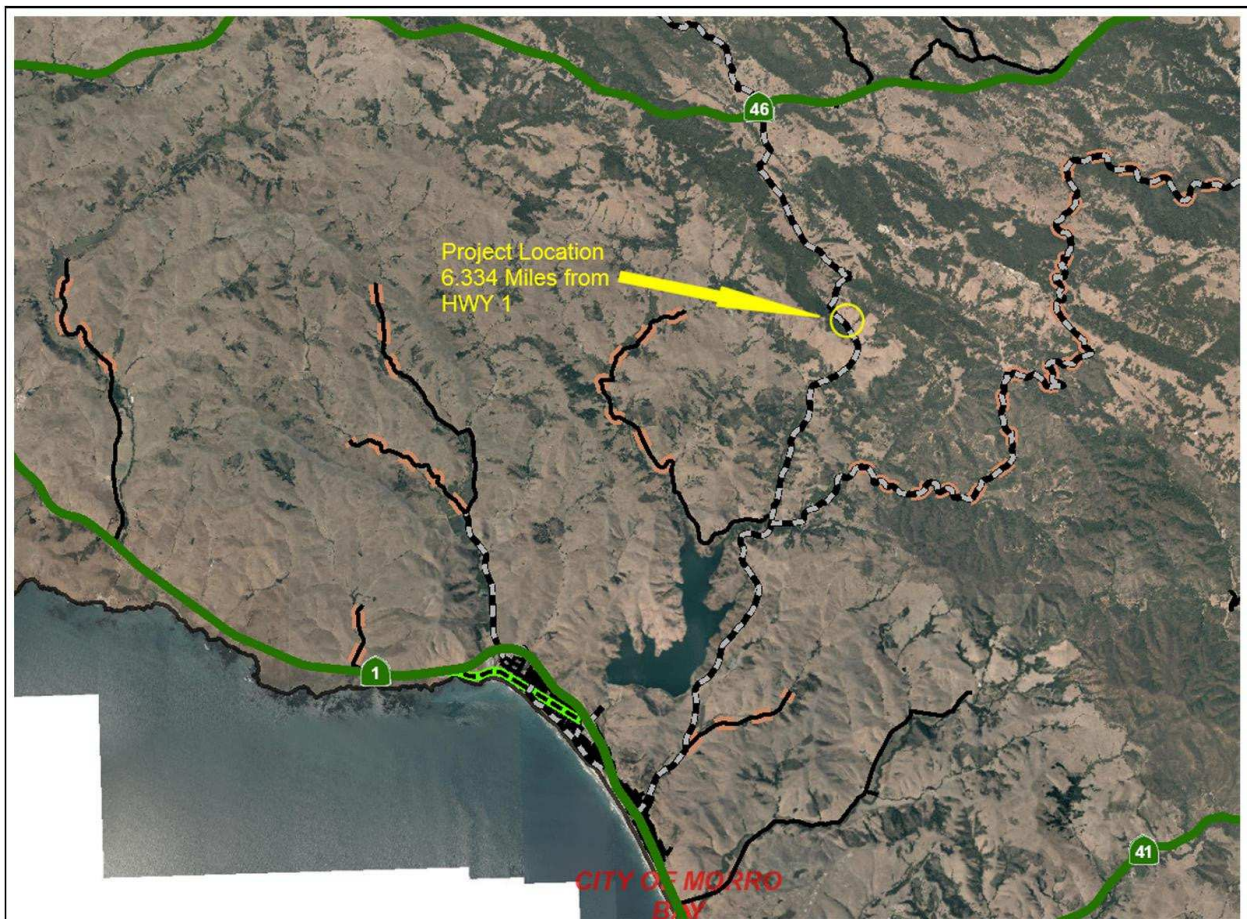 46
Project Location
6.334 Miles from
HWY 1
1
41
CITY OF MORRO
BAY